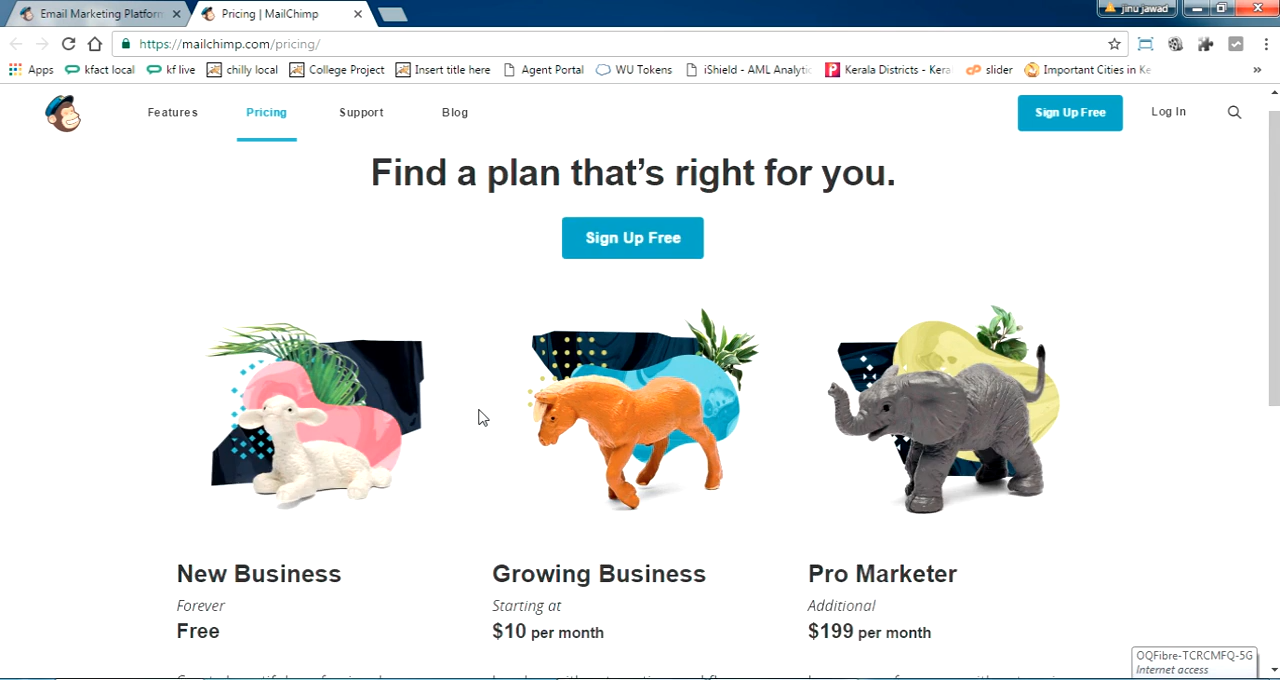 Email Marketing Platform
Pricing | MailChimp
jinu jawad
https://mailchimp.com/pricing/
Apps
kfact local
kf live
chilly local
College Project
Insert title here
Agent Portal
WU Tokens
iShield - AML Analytic
Kerala Districts - Kera
slider
Important Cities in Ke
Features
Pricing
Support
Blog
Sign Up Free
Log In
Find a plan that's right for you.
Sign Up Free
New Business
Growing Business
Pro Marketer
Forever
Starting at
Additional
Free
$10 per month
$199 per month
OQFibre-TCRCMFQ-5G
Internet access